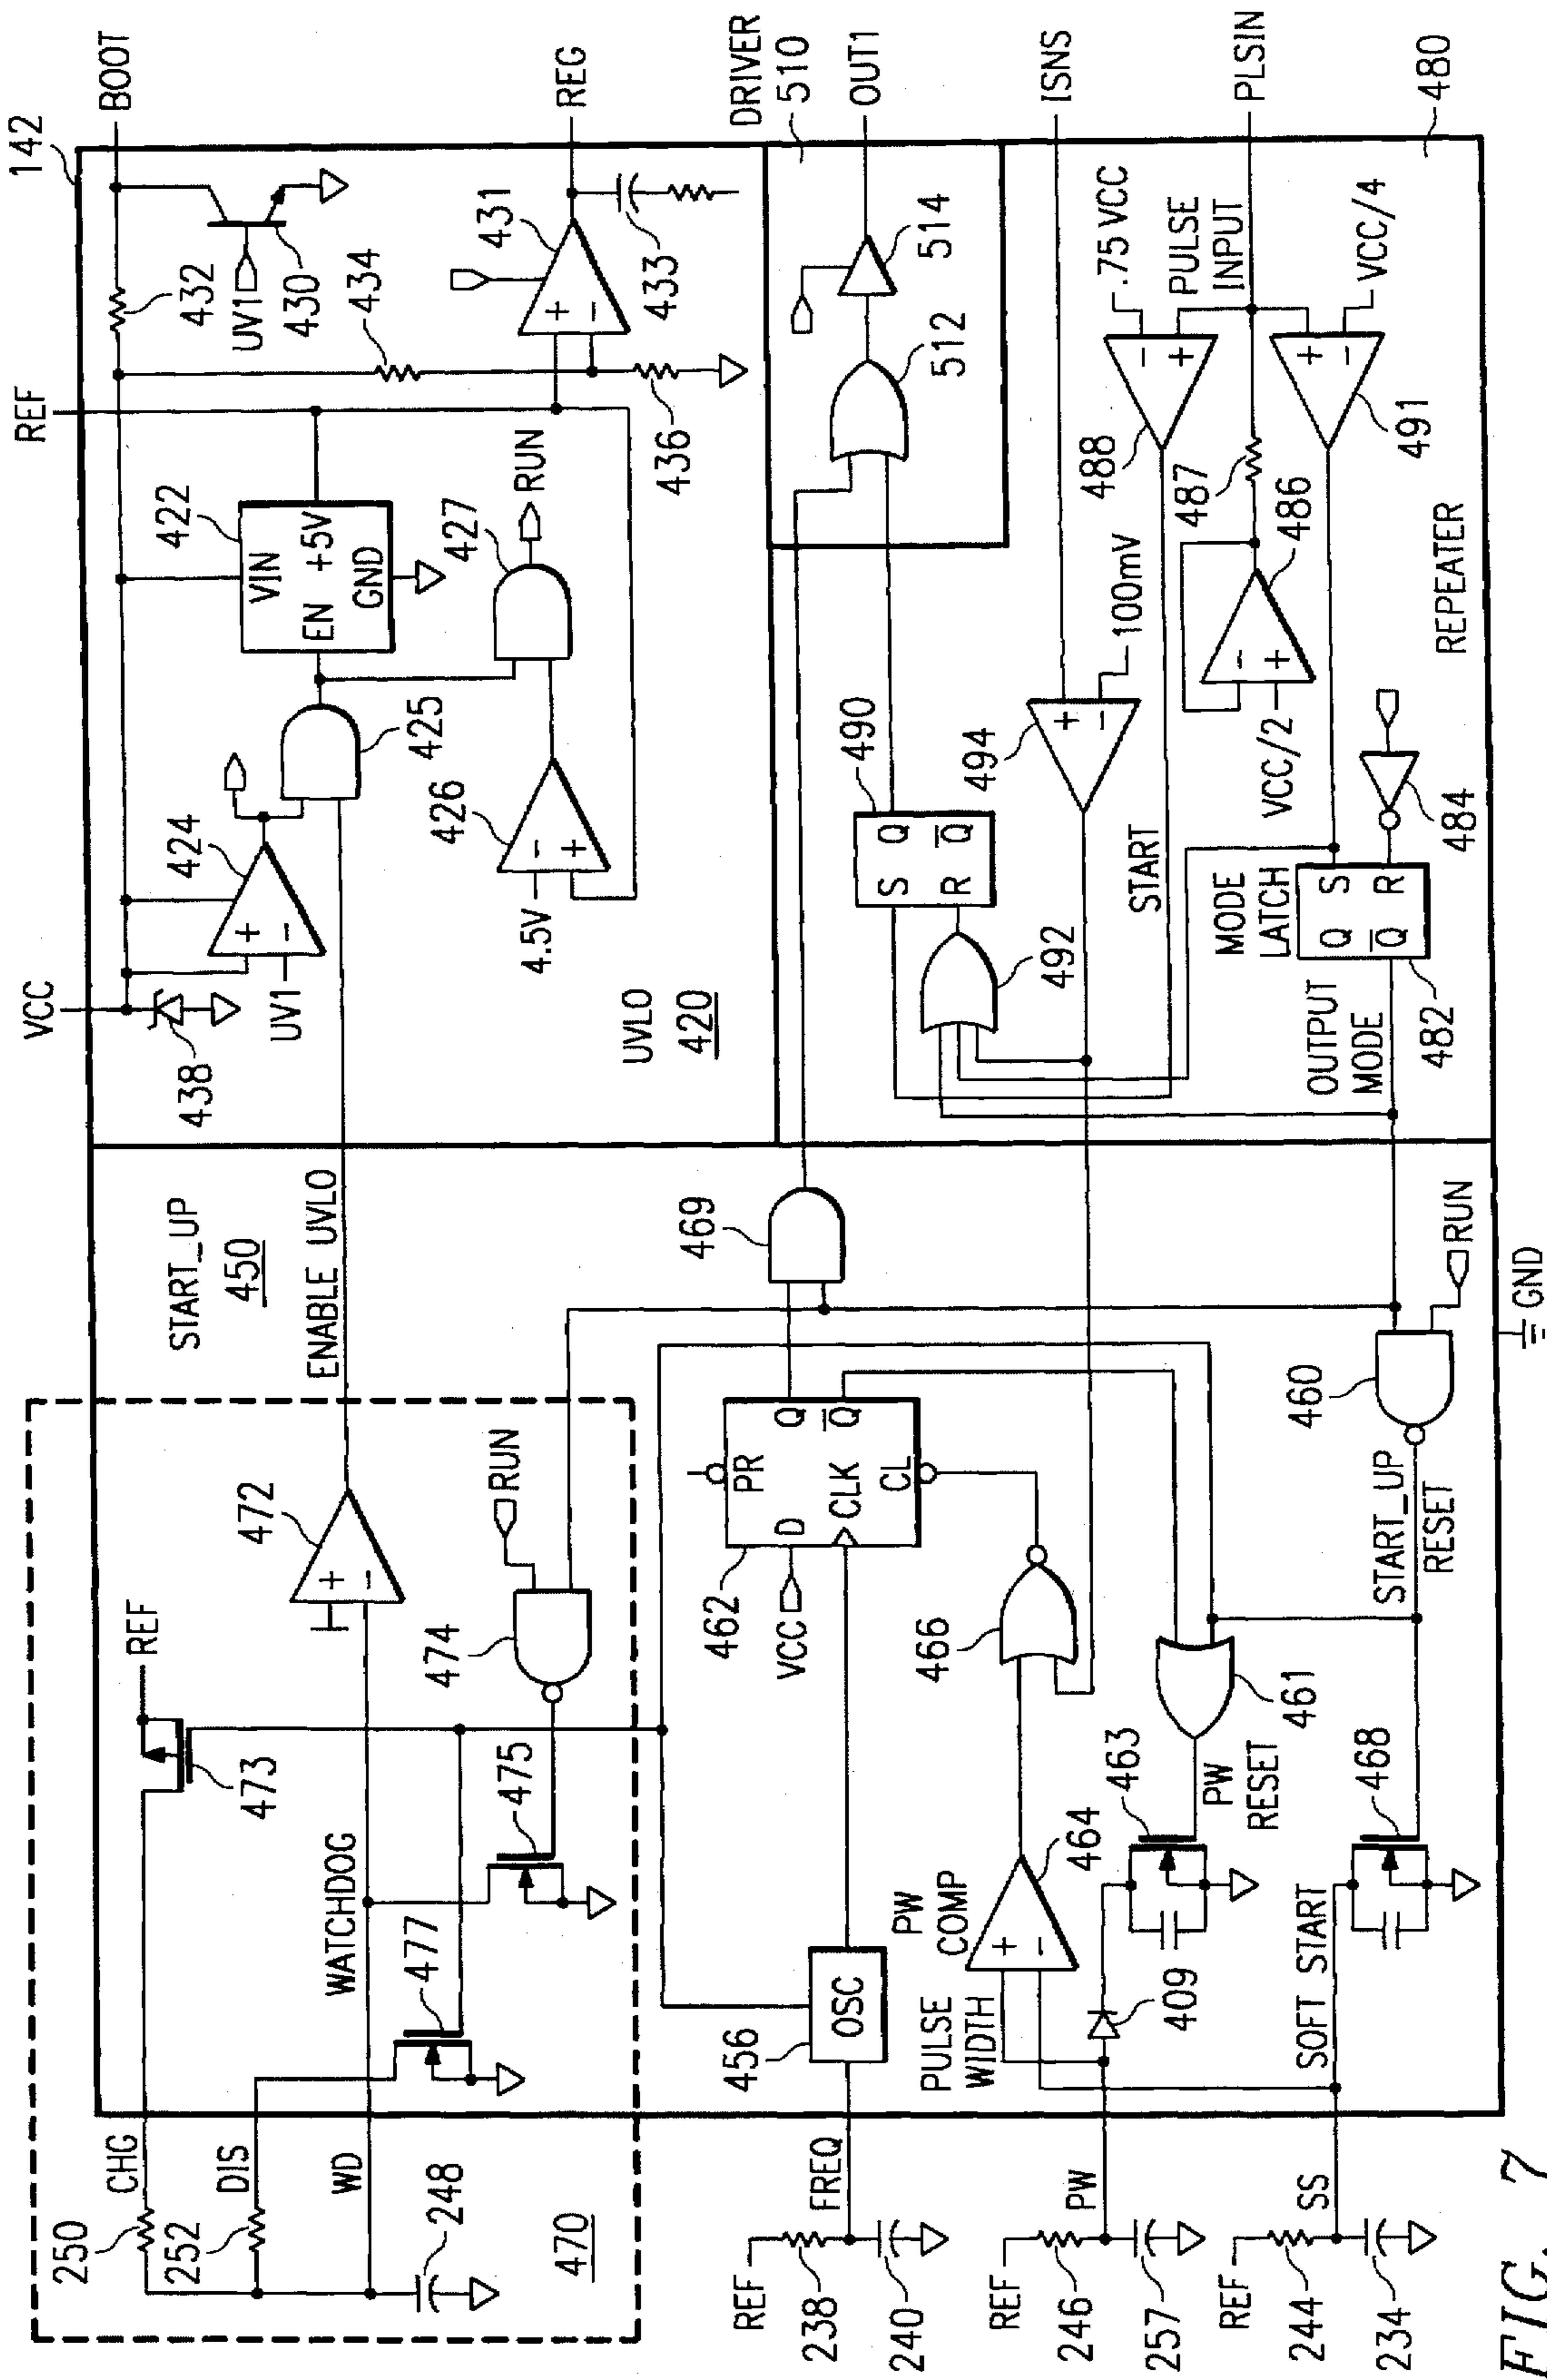 142
VCC
REF
BOOT
REG
DRIVER
510
OUT1
ISNS
PLSIN
480
432
UV1
430
434
431
433
436
422
VIN
EN +5V
GND
424
UV1
425
427
RUN
426
4.5V
438
UVLO
420
512
514
START_UP
450
ENABLE UVLO
472
REF
473
474
RUN
475
WATCHDOG
477
CHG
250
DIS
252
WD
248
470
469
462
PR
D
Q
Q
CLK
CL
VCC
466
461
456
OSC
PULSE
WIDTH
PW
COMP
464
463
PW
RESET
409
SOFT START
468
START_UP
RESET
460
RUN
GND
REF
238
FREQ
240
REF
246
PW
257
REF
244
SS
234
490
S Q
R Q
492
494
100mV
START
488
.75 VCC
PULSE
INPUT
487
486
VCC/2
VCC/4
491
REPEATER
MODE
LATCH
Q S
Q R
484
482
OUTPUT
MODE
FIG. 7